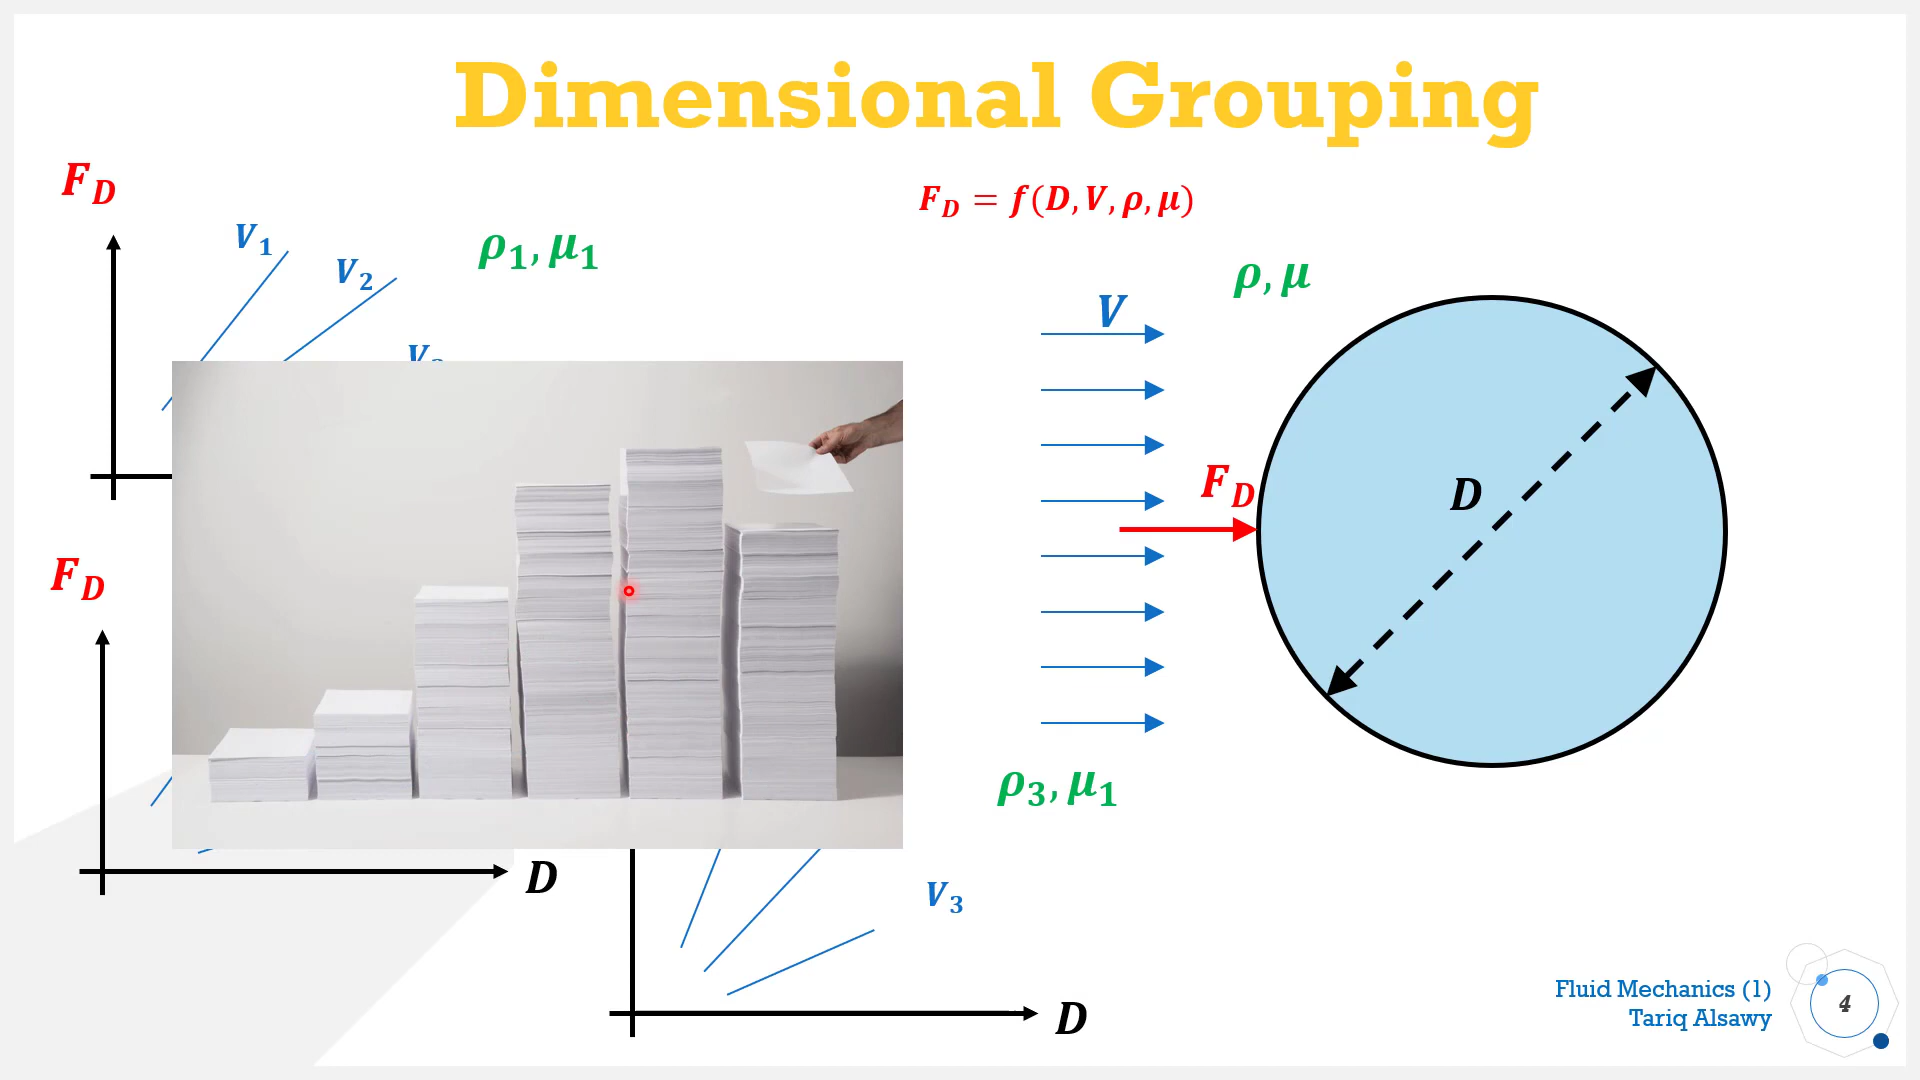 Dimensional Grouping
F_D
F_D = f(D, V, ρ, μ)
V_1
V_2
ρ_1, μ_1
ρ, μ
V
F_D
D
F_D
ρ_3, μ_1
D
V_3
D
Fluid Mechanics (1)
Tariq Alsawy
4